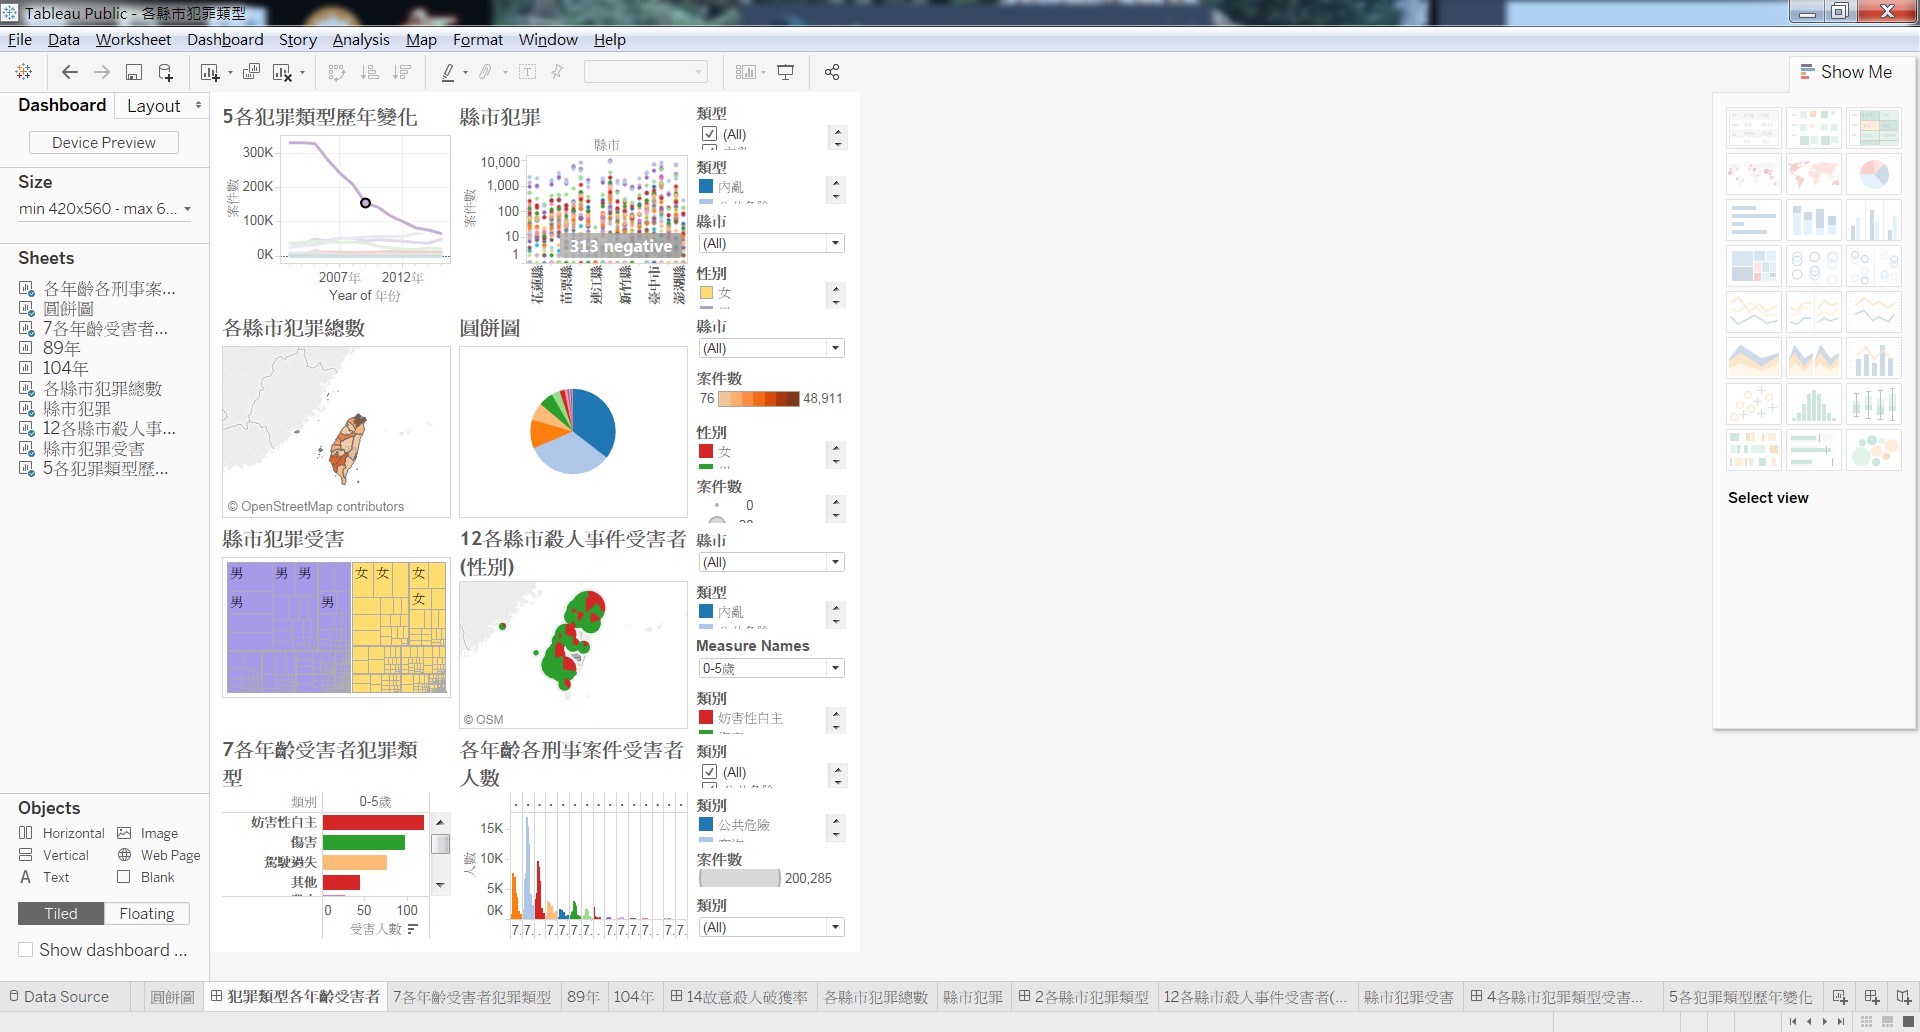 Tableau Public - 各縣市犯罪類型
File Data Worksheet Dashboard Story Analysis Map Format Window Help
Show Me
Dashboard Layout
Device Preview
Size
min 420x560 - max 6...
Sheets
各年齡各刑事案...
圓餅圖
7各年齡受害者...
89年
104年
各縣市犯罪總數
縣市犯罪
12各縣市殺人事...
縣市犯罪受害
5各犯罪類型歷...
Objects
Horizontal Image
Vertical Web Page
Text Blank
Tiled Floating
Show dashboard ...
5各犯罪類型歷年變化
300K
200K
100K
0K
案件數
2007年 2012年
Year of 年份
縣市犯罪
縣市
10,000
1,000
100
10
1
案件數
313 negative
花蓮縣 苗栗縣 連江縣 新竹縣 臺中市 澎湖縣
類型
(All)
類型
內亂
縣市
(All)
性別
女
各縣市犯罪總數
© OpenStreetMap contributors
圓餅圖
縣市
(All)
案件數
76 48,911
性別
女
案件數
0
縣市犯罪受害
男 男 男 女 女 女
男 男 女
12各縣市殺人事件受害者
(性別)
© OSM
縣市
(All)
類型
內亂
Measure Names
0-5歲
類別
妨害性自主
7各年齡受害者犯罪類
型
類別 0-5歲
妨害性自主
傷害
駕駛過失
其他
0 50 100
受害人數
各年齡各刑事案件受害者
人數
15K
10K
5K
0K
人數
7. 7.. 7. 7. 7. 7. . 7. 7. 7. 7. 7. 7.
類別
(All)
類別
公共危險
案件數
200,285
類別
(All)
Select view
Data Source 圓餅圖 犯罪類型各年齡受害者 7各年齡受害者犯罪類型 89年 104年 14故意殺人破獲率 各縣市犯罪總數 縣市犯罪 2各縣市犯罪類型 12各縣市殺人事件受害者(... 縣市犯罪受害 4各縣市犯罪類型受害... 5各犯罪類型歷年變化